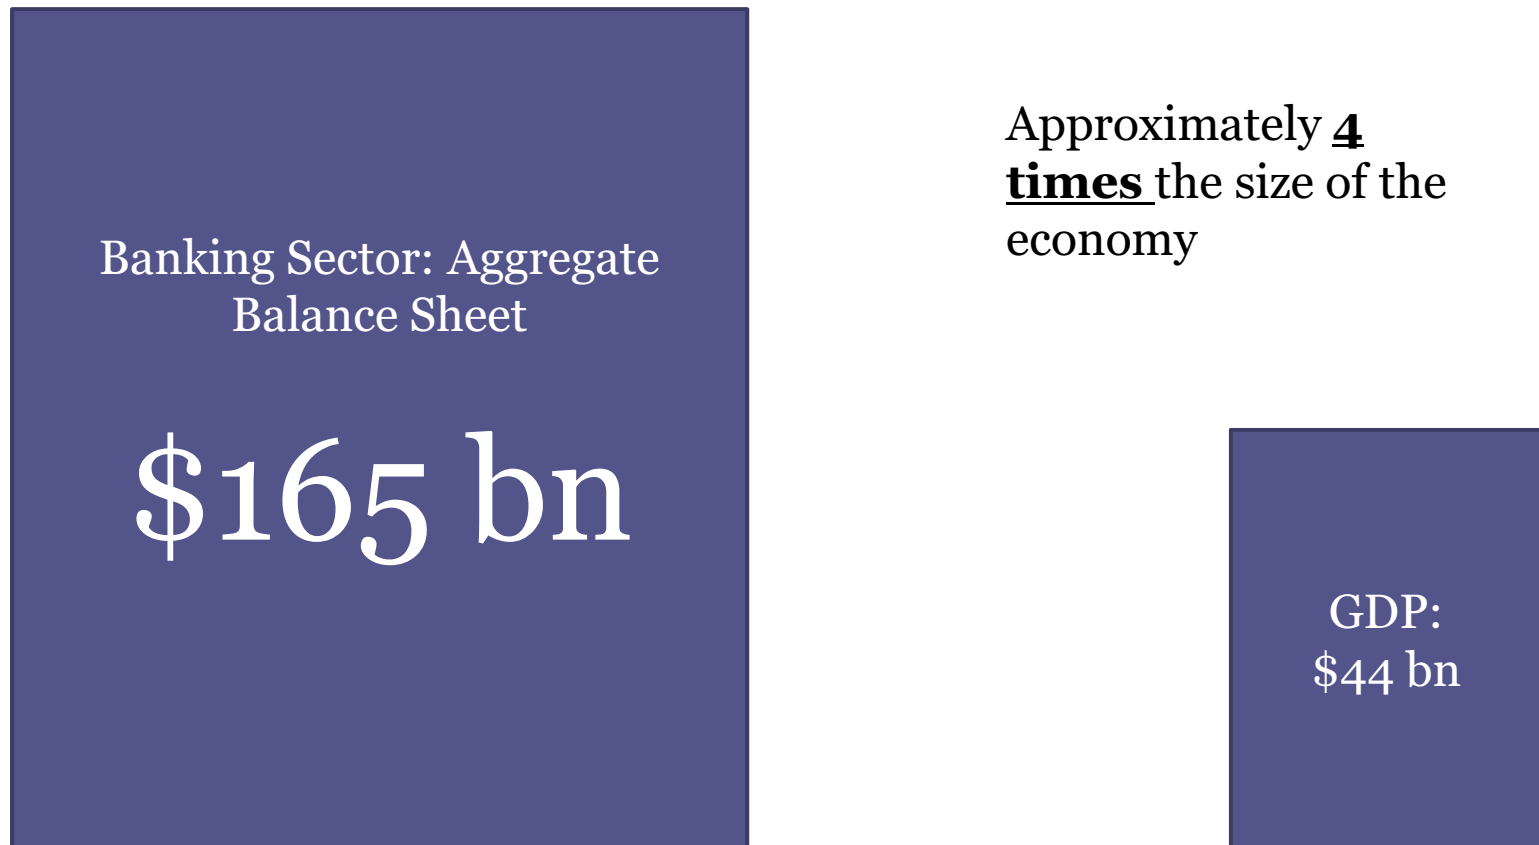 Banking Sector: Aggregate
Balance Sheet
$165 bn
Approximately 4
times the size of the
economy
GDP:
$44 bn